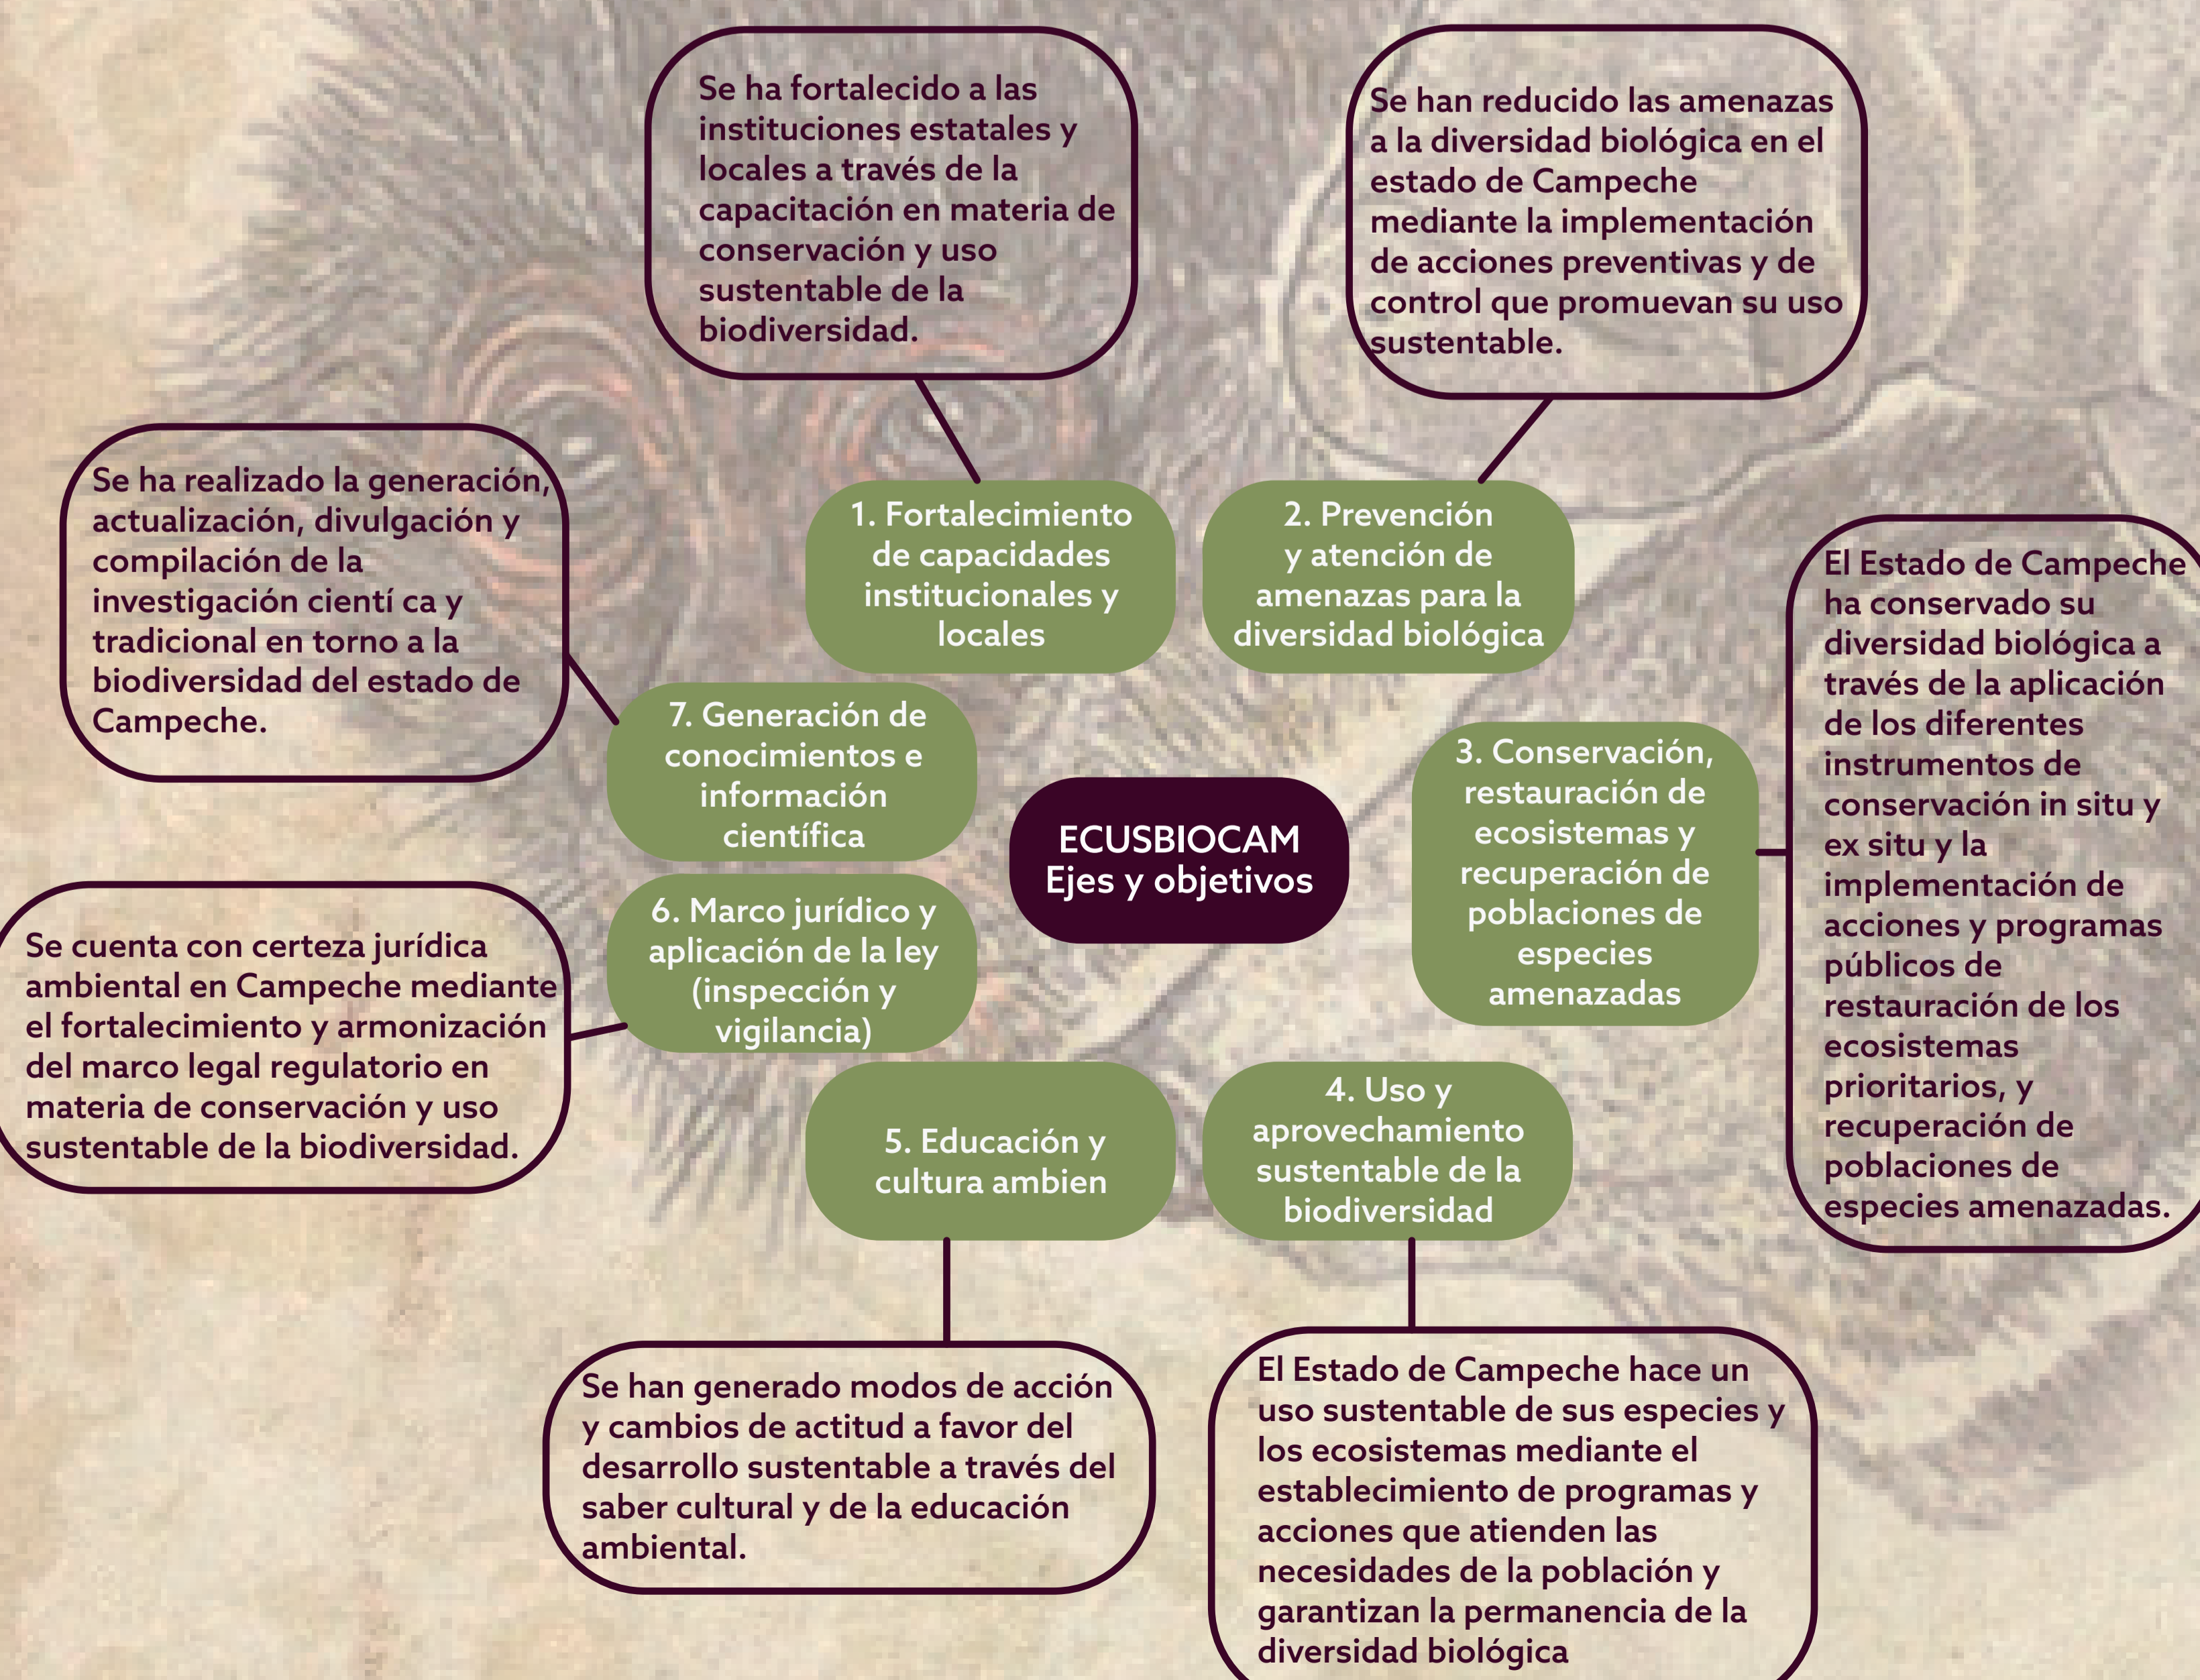 Se ha fortalecido a las
instituciones estatales y
locales a través de la
capacitación en materia de
conservación y uso
sustentable de la
biodiversidad.
Se han reducido las amenazas
a la diversidad biológica en el
estado de Campeche
mediante la implementación
de acciones preventivas y de
control que promuevan su uso
sustentable.
Se ha realizado la generación,
actualización, divulgación y
compilación de la
investigación cientí ca y
tradicional en torno a la
biodiversidad del estado de
Campeche.
1. Fortalecimiento
de capacidades
institucionales y
locales
2. Prevención
y atención de
amenazas para la
diversidad biológica
El Estado de Campeche
ha conservado su
diversidad biológica a
través de la aplicación
de los diferentes
instrumentos de
conservación in situ y
ex situ y la
implementación de
acciones y programas
públicos de
restauración de los
ecosistemas
prioritarios, y
recuperación de
poblaciones de
especies amenazadas.
7. Generación de
conocimientos e
información
científica
3. Conservación,
restauración de
ecosistemas y
recuperación de
poblaciones de
especies
amenazadas
ECUSBIOCAM
Ejes y objetivos
6. Marco jurídico y
aplicación de la ley
(inspección y
vigilancia)
Se cuenta con certeza jurídica
ambiental en Campeche mediante
el fortalecimiento y armonización
del marco legal regulatorio en
materia de conservación y uso
sustentable de la biodiversidad.
5. Educación y
cultura ambien
4. Uso y
aprovechamiento
sustentable de la
biodiversidad
Se han generado modos de acción
y cambios de actitud a favor del
desarrollo sustentable a través del
saber cultural y de la educación
ambiental.
El Estado de Campeche hace un
uso sustentable de sus especies y
los ecosistemas mediante el
establecimiento de programas y
acciones que atienden las
necesidades de la población y
garantizan la permanencia de la
diversidad biológica